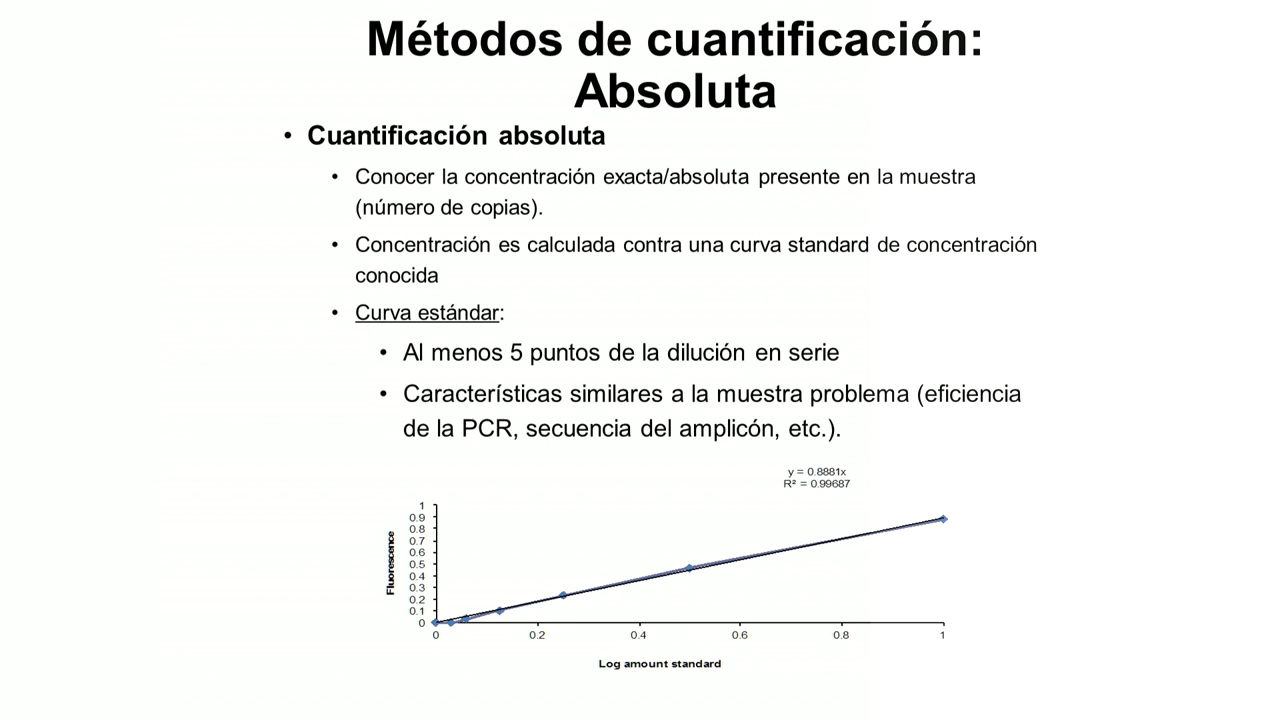 Métodos de cuantificación:
Absoluta
• Cuantificación absoluta
• Conocer la concentración exacta/absoluta presente en la muestra
(número de copias).
• Concentración es calculada contra una curva standard de concentración
conocida
• Curva estándar:
• Al menos 5 puntos de la dilución en serie
• Características similares a la muestra problema (eficiencia
de la PCR, secuencia del amplicón, etc.).
y = 0.8881x
R² = 0.99687
Fluorescence
1
0.9
0.8
0.7
0.6
0.5
0.4
0.3
0.2
0.1
0
0 0.2 0.4 0.6 0.8 1
Log amount standard